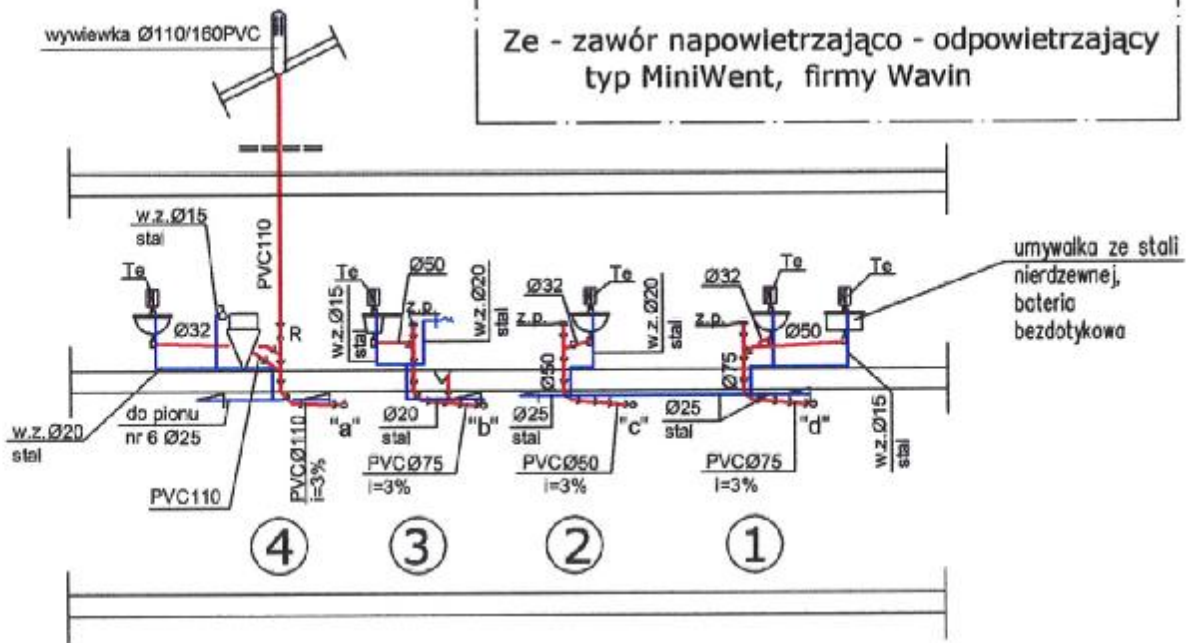 wywiewka Ø110/160PVC
Ze - zawór napowietrzająco - odpowietrzający
typ MiniWent, firmy Wavin
w.z.Ø15
stal
Te
Ø32
PVC110
R
w.z.Ø20
stal
do pionu
nr 6 Ø25
PVC110
PVCØ110
i=3%
"a"
Te
Ø50
z.p.
w.z.Ø15
stal
w.z.Ø20
stal
Ø20
stal
"b"
PVCØ75
i=3%
Te
Ø32
z.p.
w.z.Ø20
stal
Ø50
Ø25
stal
"c"
PVCØ50
i=3%
Te
Te
Ø32
z.p.
Ø50
Ø75
Ø25
stal
"d"
PVCØ75
i=3%
w.z.Ø15
stal
umywalka ze stali
nierdzewnej,
bateria
bezdotykowa
4
3
2
1